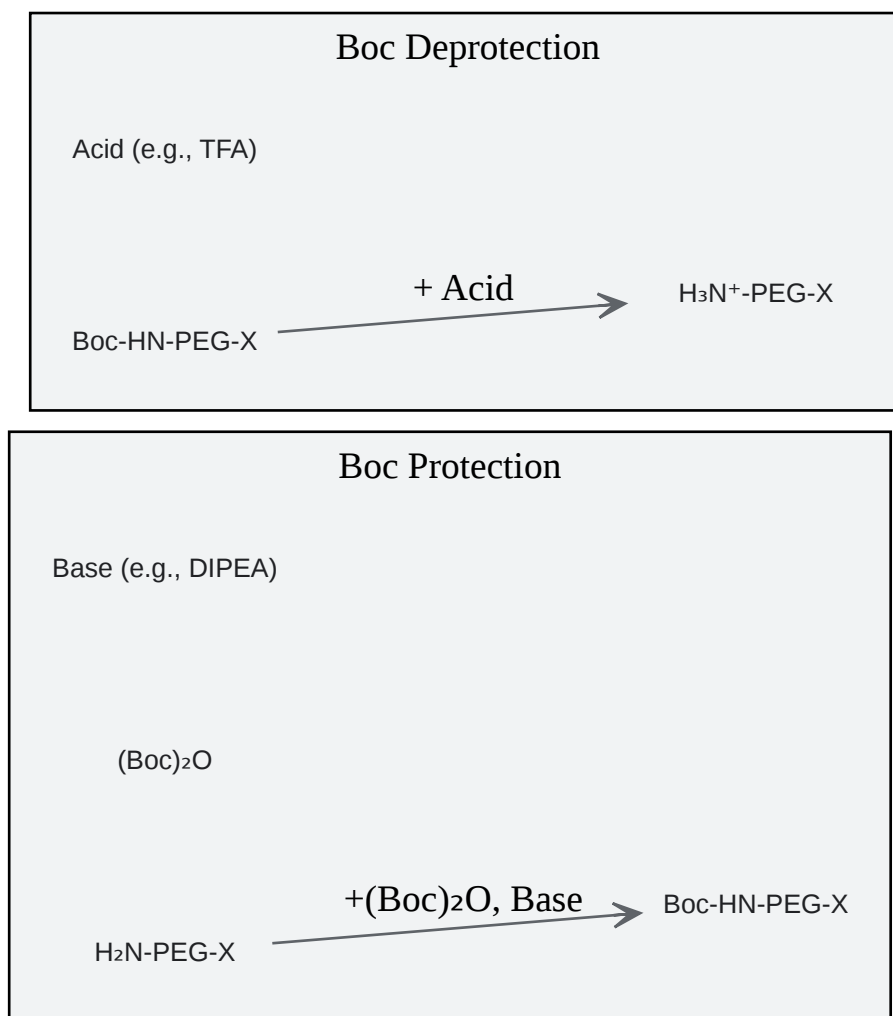 Boc Deprotection
Acid (e.g., TFA)
+ Acid
H₃N⁺-PEG-X
Boc-HN-PEG-X
Boc Protection
Base (e.g., DIPEA)
(Boc)₂O
+(Boc)₂O, Base
Boc-HN-PEG-X
H₂N-PEG-X